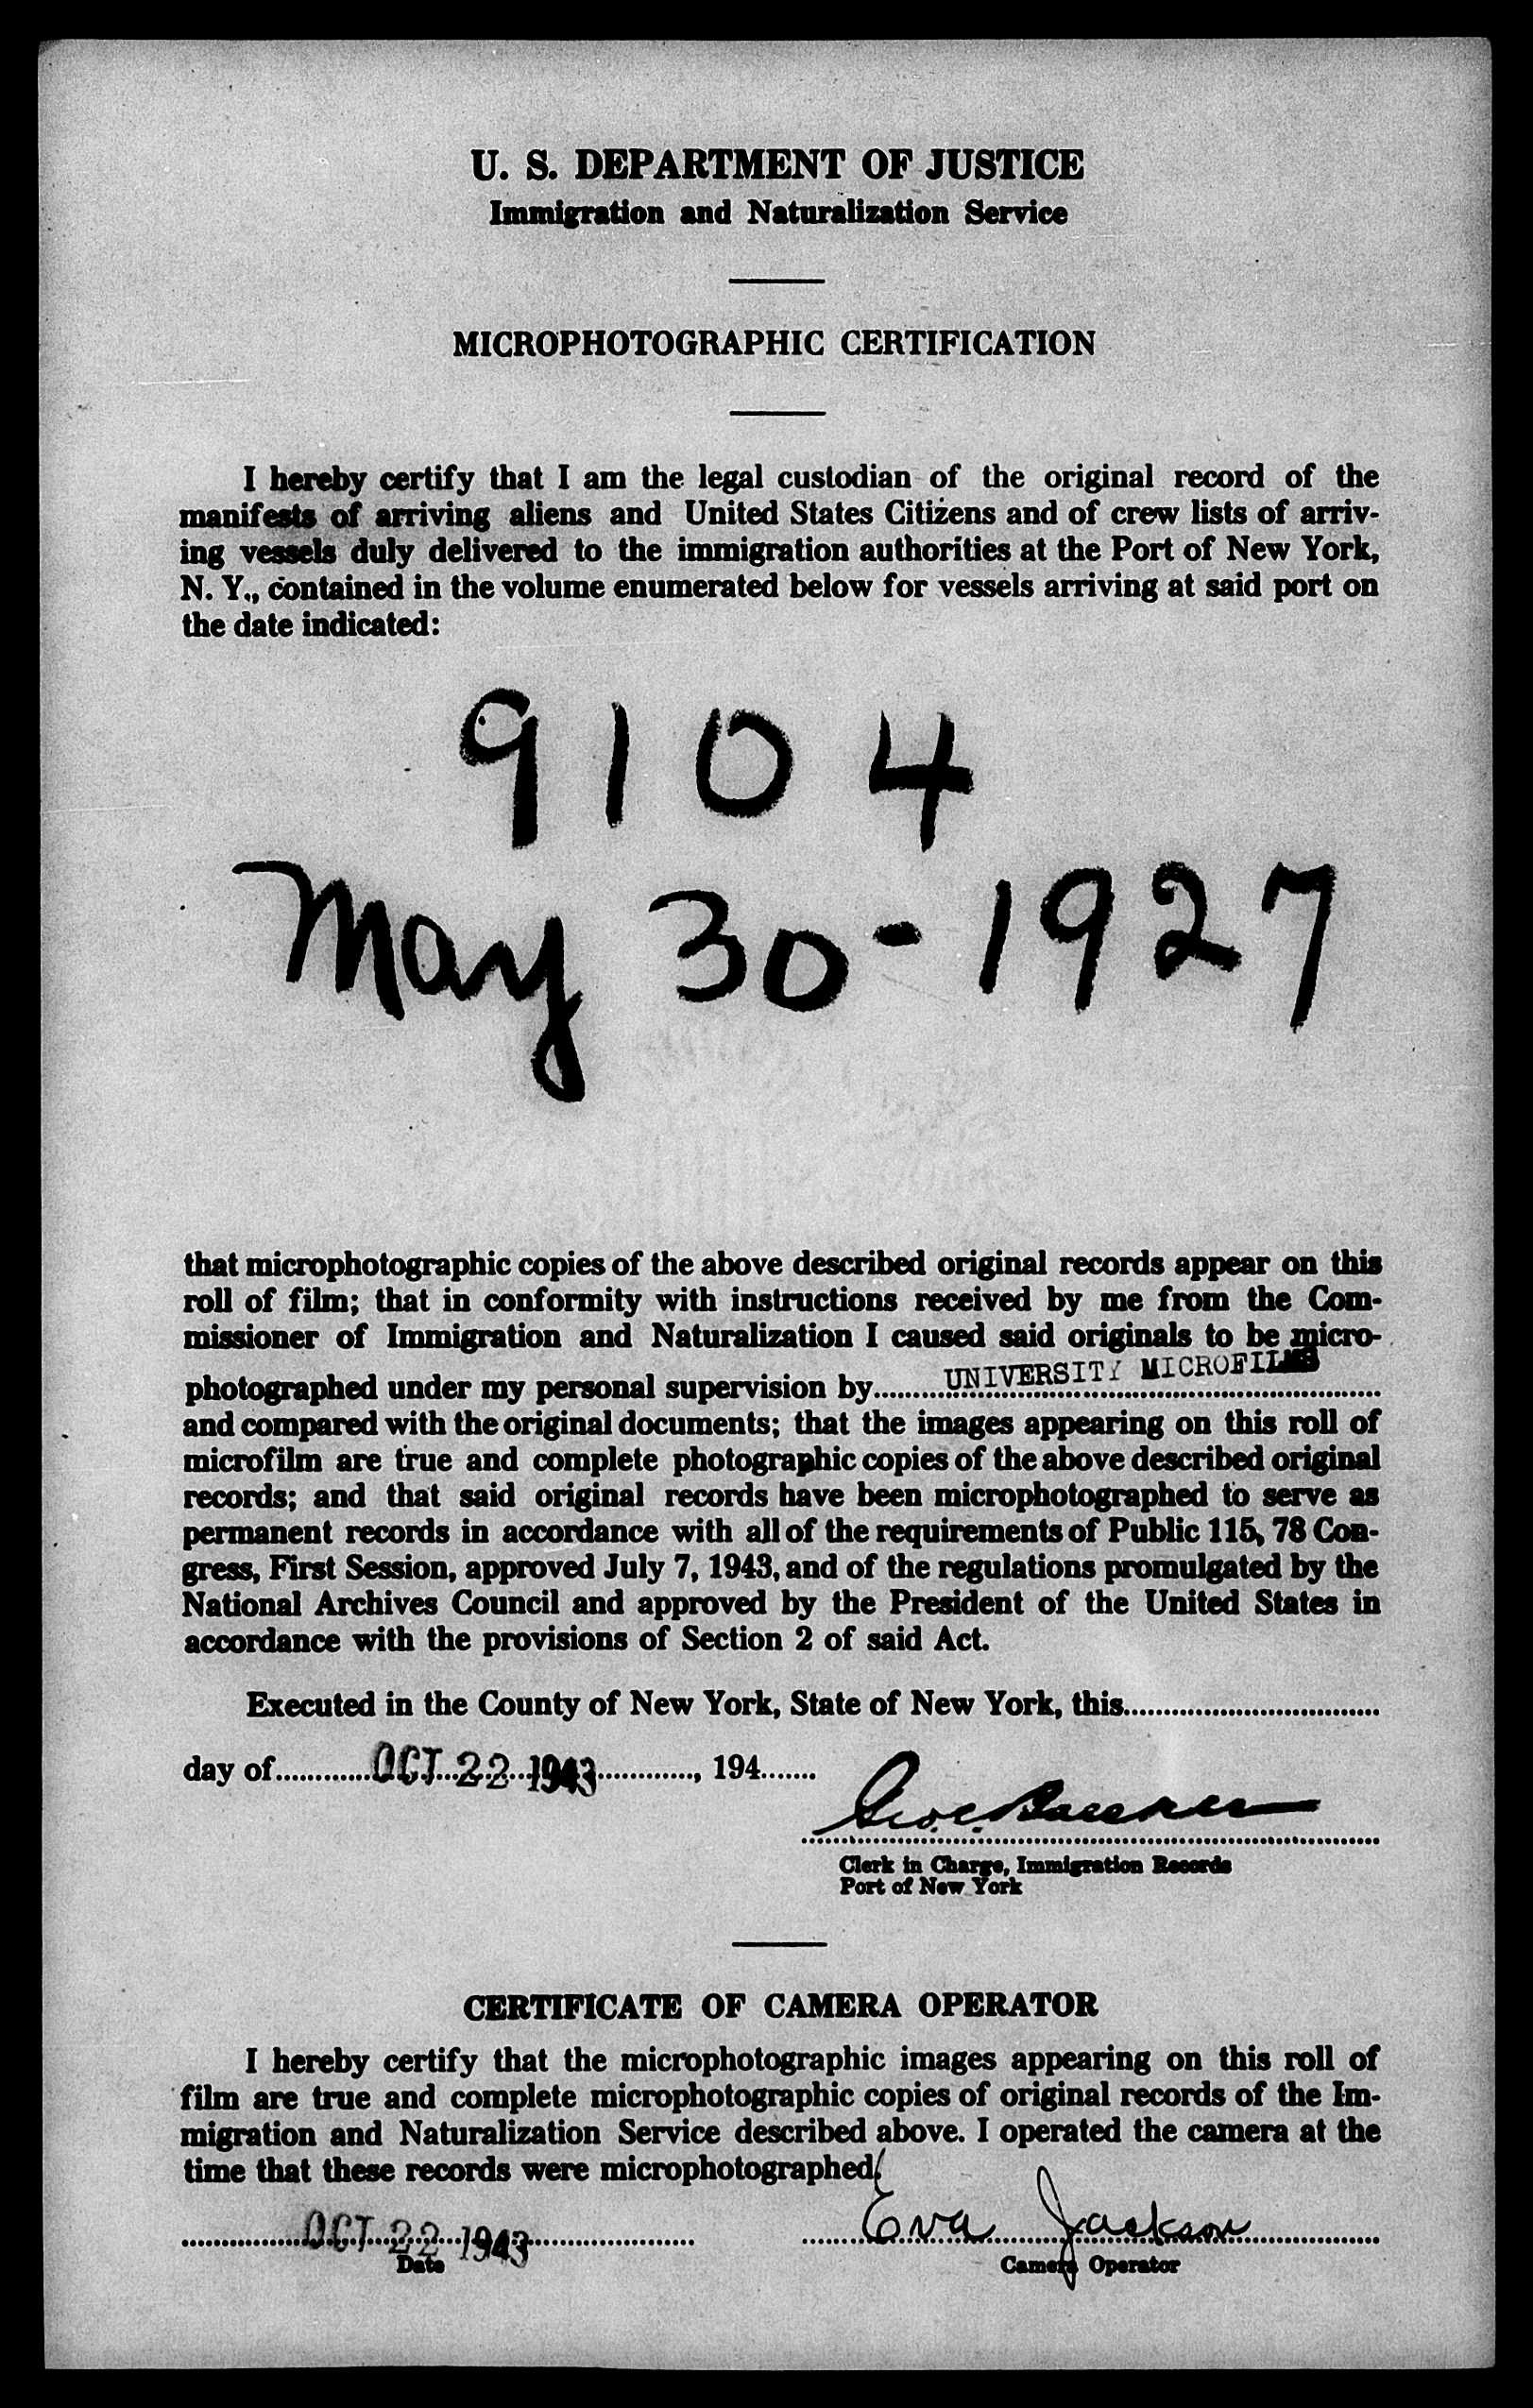 U. S. DEPARTMENT OF JUSTICE
Immigration and Naturalization Service
MICROPHOTOGRAPHIC CERTIFICATION
I hereby certify that I am the legal custodian of the original record of the
manifests of arriving aliens and United States Citizens and of crew lists of arriv-
ing vessels duly delivered to the immigration authorities at the Port of New York,
N. Y., contained in the volume enumerated below for vessels arriving at said port on
the date indicated:
9104
May 30-1927
that microphotographic copies of the above described original records appear on this
roll of film; that in conformity with instructions received by me from the Com-
missioner of Immigration and Naturalization I caused said originals to be micro-
photographed under my personal supervision by UNIVERSITY MICROFILMS
and compared with the original documents; that the images appearing on this roll of
microfilm are true and complete photographic copies of the above described original
records; and that said original records have been microphotographed to serve as
permanent records in accordance with all of the requirements of Public 115, 78 Con-
gress, First Session, approved July 7, 1943, and of the regulations promulgated by the
National Archives Council and approved by the President of the United States in
accordance with the provisions of Section 2 of said Act.
Executed in the County of New York, State of New York, this
day of OCT 22 1943, 194
Geo. C.
Clerk in Charge, Immigration Records
Port of New York
CERTIFICATE OF CAMERA OPERATOR
I hereby certify that the microphotographic images appearing on this roll of
film are true and complete microphotographic copies of original records of the Im-
migration and Naturalization Service described above. I operated the camera at the
time that these records were microphotographed.
OCT 22 1943 Eva Jackson
Date Camera Operator